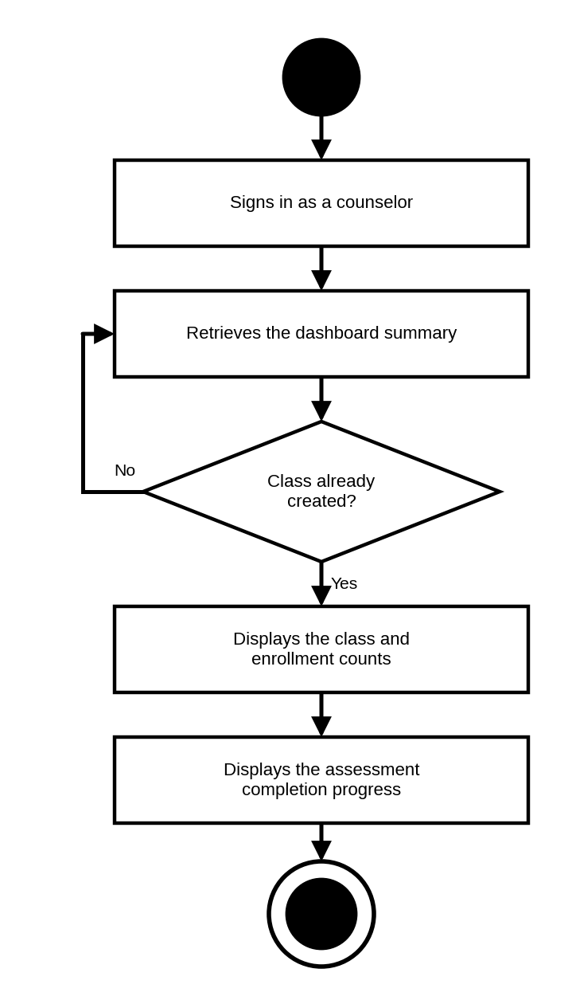 Signs in as a counselor
Retrieves the dashboard summary
Class already
created?
No
Yes
Displays the class and
enrollment counts
Displays the assessment
completion progress